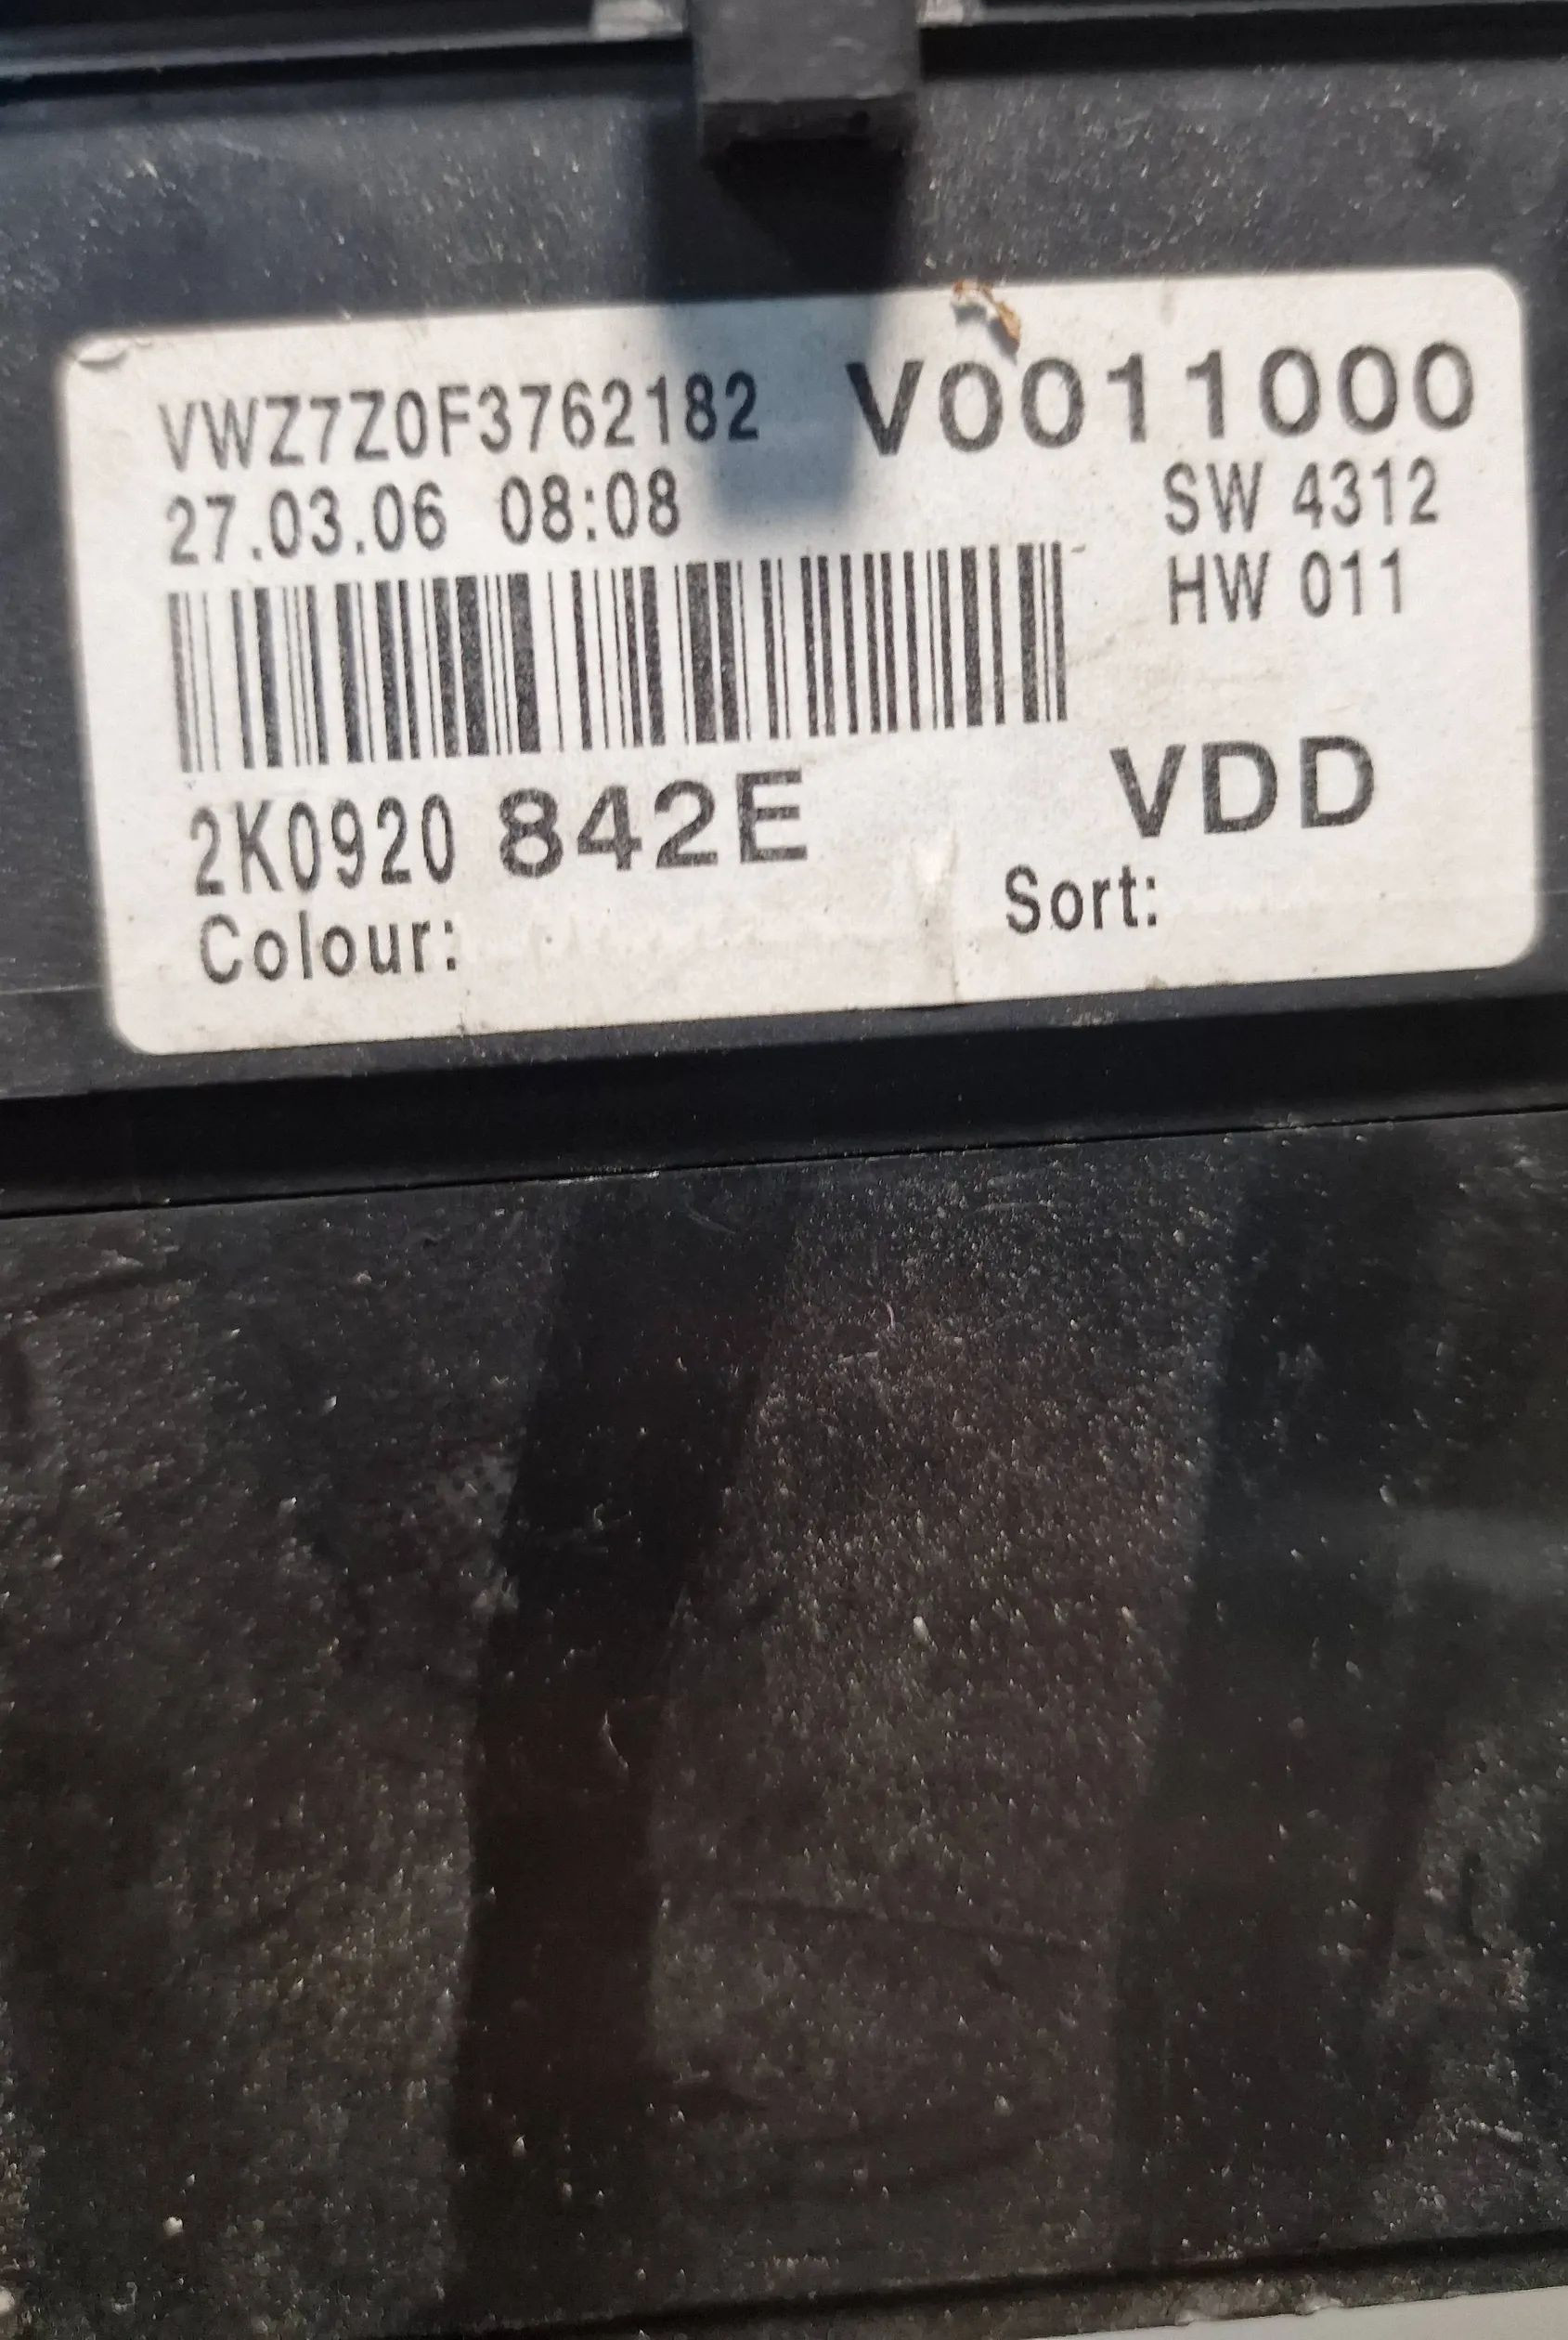 VWZ7Z0F3762182 V0011000
27.03.06 08:08 SW 4312
HW 011
2K0920 842E VDD
Colour: Sort: